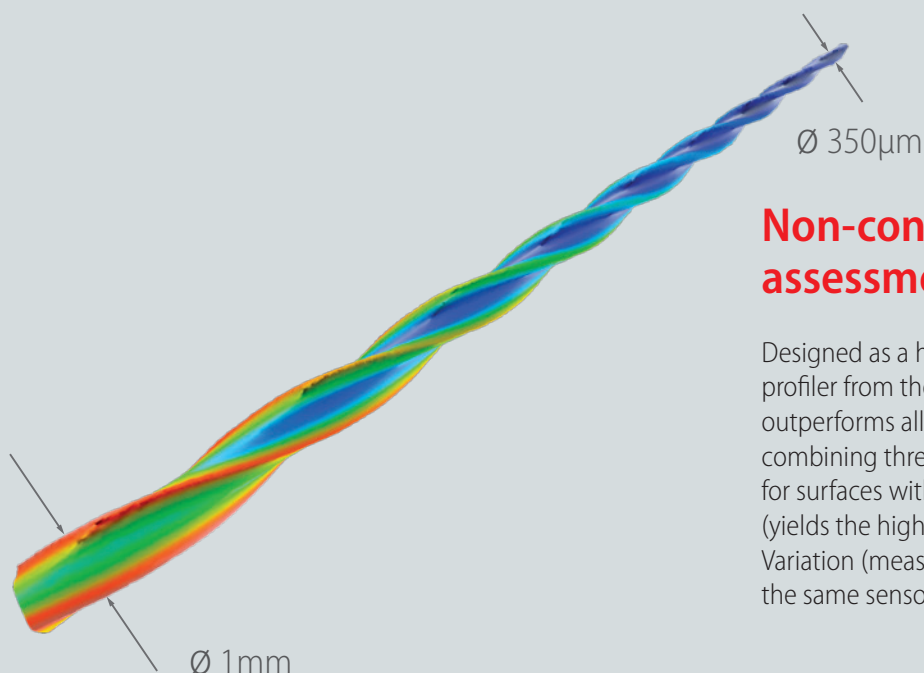 Ø 350µm
Non-con
assessme
Designed as a h
profiler from the
outperforms all
combining thre
for surfaces with
(yields the high
Variation (meas
the same senso
Ø 1mm